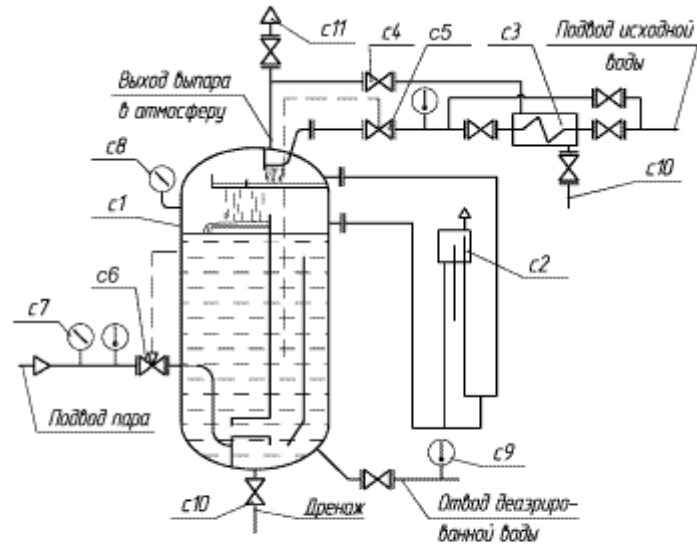 с11
с4
с5
с3
Подвод исходной
воды
Выход выпара
в атмосферу
с8
с1
с10
с2
с6
с7
Подвод пара
с9
с10
Дренаж
Отвод деаэриро-
ванной воды